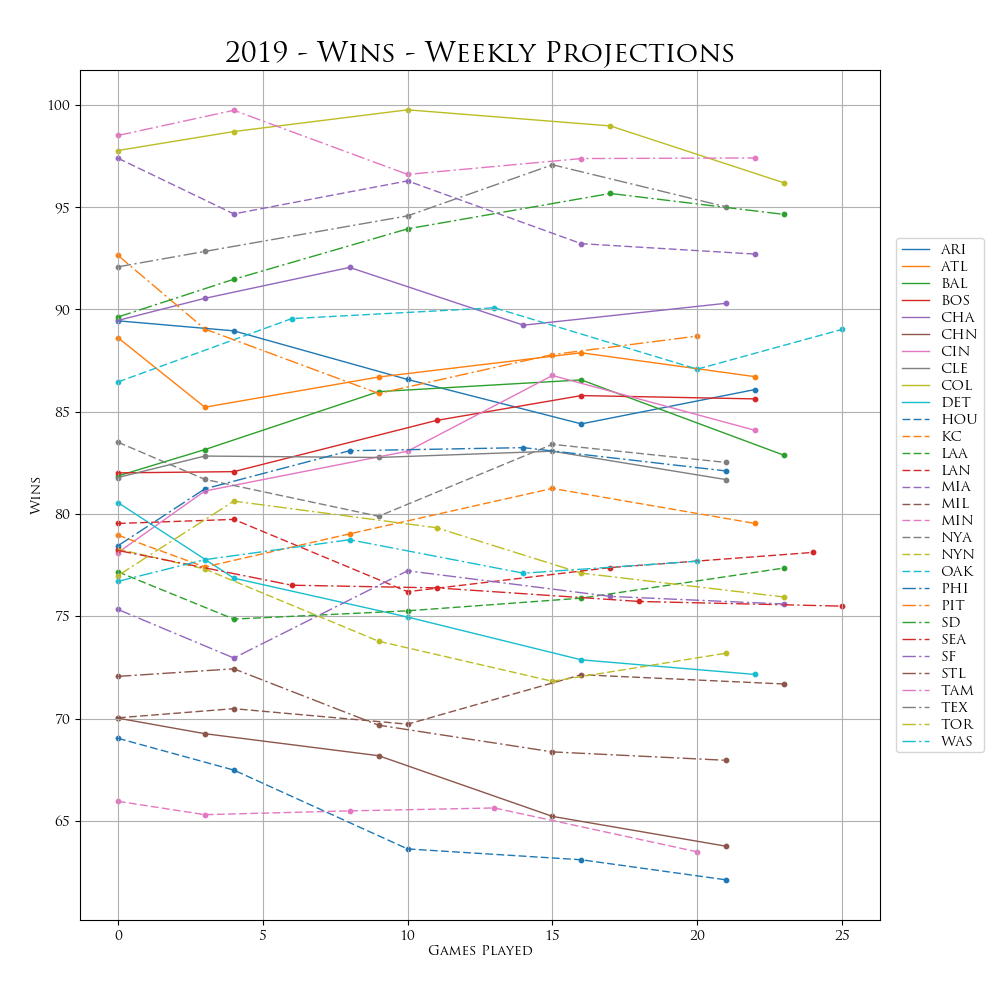 2019 - Wins - Weekly Projections
100
95
90
85
80
75
70
65
Wins
0 5 10 15 20 25
Games Played
ARI
ATL
BAL
BOS
CHA
CHN
CIN
CLE
COL
DET
HOU
KC
LAA
LAN
MIA
MIL
MIN
NYA
NYN
OAK
PHI
PIT
SD
SEA
SF
STL
TAM
TEX
TOR
WAS